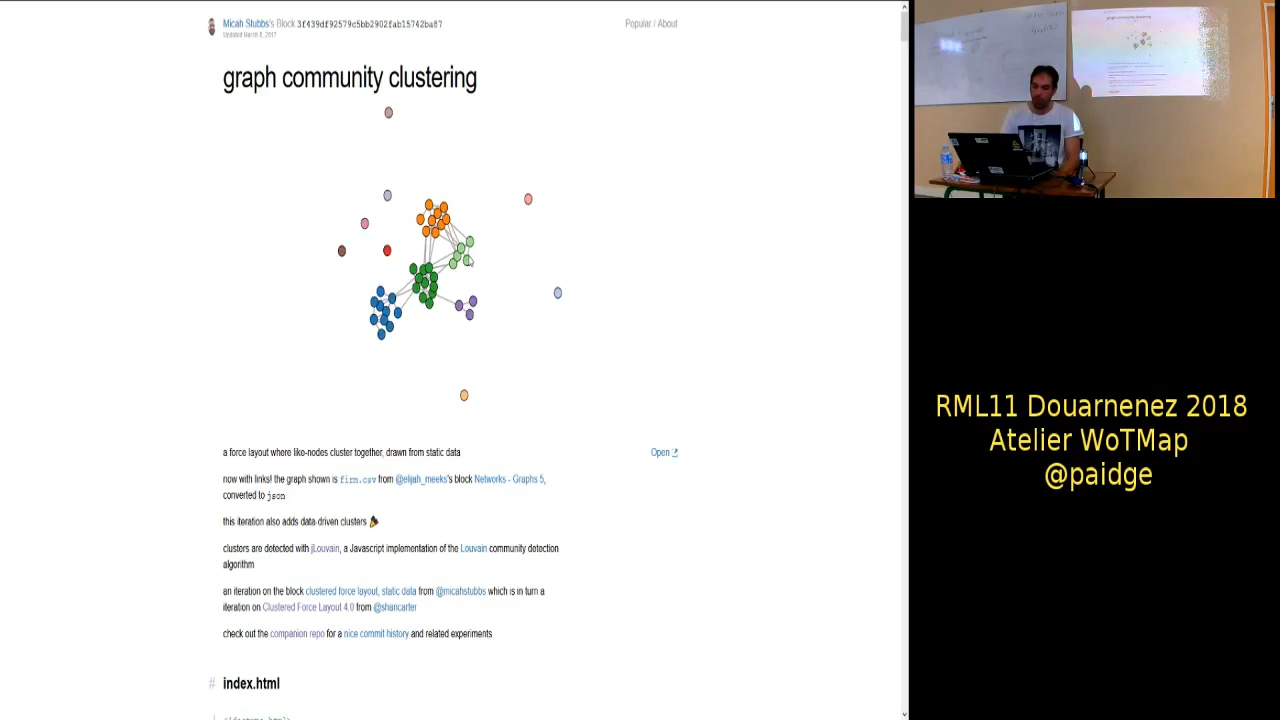 Micah Stubbs's Block 3f439df92579c5bb2902fab15742ba87
Popular / About
Updated March 8, 2017
graph community clustering
a force layout where like-nodes cluster together, drawn from static data
Open
now with links! the graph shown is firm.csv from @elijah_meeks's block Networks - Graphs 5,
converted to json
this iteration also adds data-driven clusters 🎉
clusters are detected with jLouvain, a Javascript implementation of the Louvain community detection
algorithm
an iteration on the block clustered force layout, static data from @micahstubbs which is in turn a
iteration on Clustered Force Layout 4.0 from @shancarter
check out the companion repo for a nice commit history and related experiments
# index.html
graph community clustering
RML11 Douarnenez 2018
Atelier WoTMap
@paidge